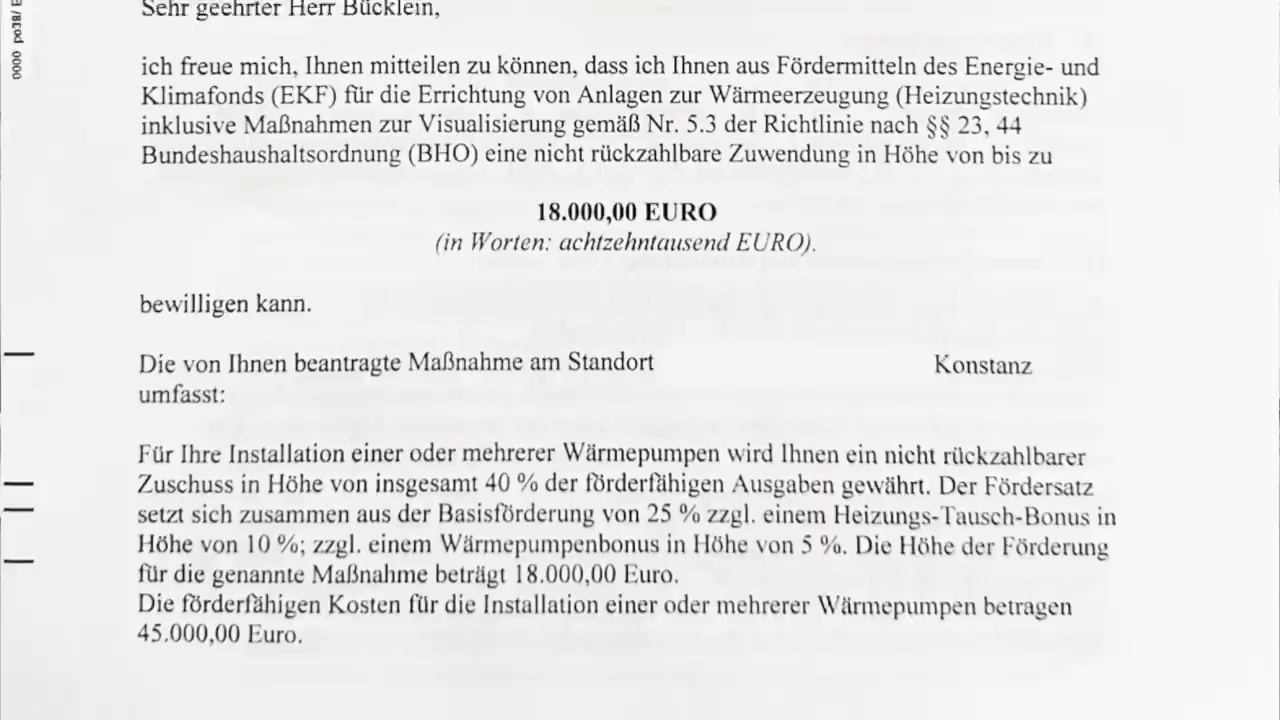 Sehr geehrter Herr Bücklein,
ich freue mich, Ihnen mitteilen zu können, dass ich Ihnen aus Fördermitteln des Energie- und
Klimafonds (EKF) für die Errichtung von Anlagen zur Wärmeerzeugung (Heizungstechnik)
inklusive Maßnahmen zur Visualisierung gemäß Nr. 5.3 der Richtlinie nach §§ 23, 44
Bundeshaushaltsordnung (BHO) eine nicht rückzahlbare Zuwendung in Höhe von bis zu
18.000,00 EURO
(in Worten: achtzehntausend EURO).
bewilligen kann.
Die von Ihnen beantragte Maßnahme am Standort Konstanz
umfasst:
Für Ihre Installation einer oder mehrerer Wärmepumpen wird Ihnen ein nicht rückzahlbarer
Zuschuss in Höhe von insgesamt 40 % der förderfähigen Ausgaben gewährt. Der Fördersatz
setzt sich zusammen aus der Basisförderung von 25 % zzgl. einem Heizungs-Tausch-Bonus in
Höhe von 10 %; zzgl. einem Wärmepumpenbonus in Höhe von 5 %. Die Höhe der Förderung
für die genannte Maßnahme beträgt 18.000,00 Euro.
Die förderfähigen Kosten für die Installation einer oder mehrerer Wärmepumpen betragen
45.000,00 Euro.